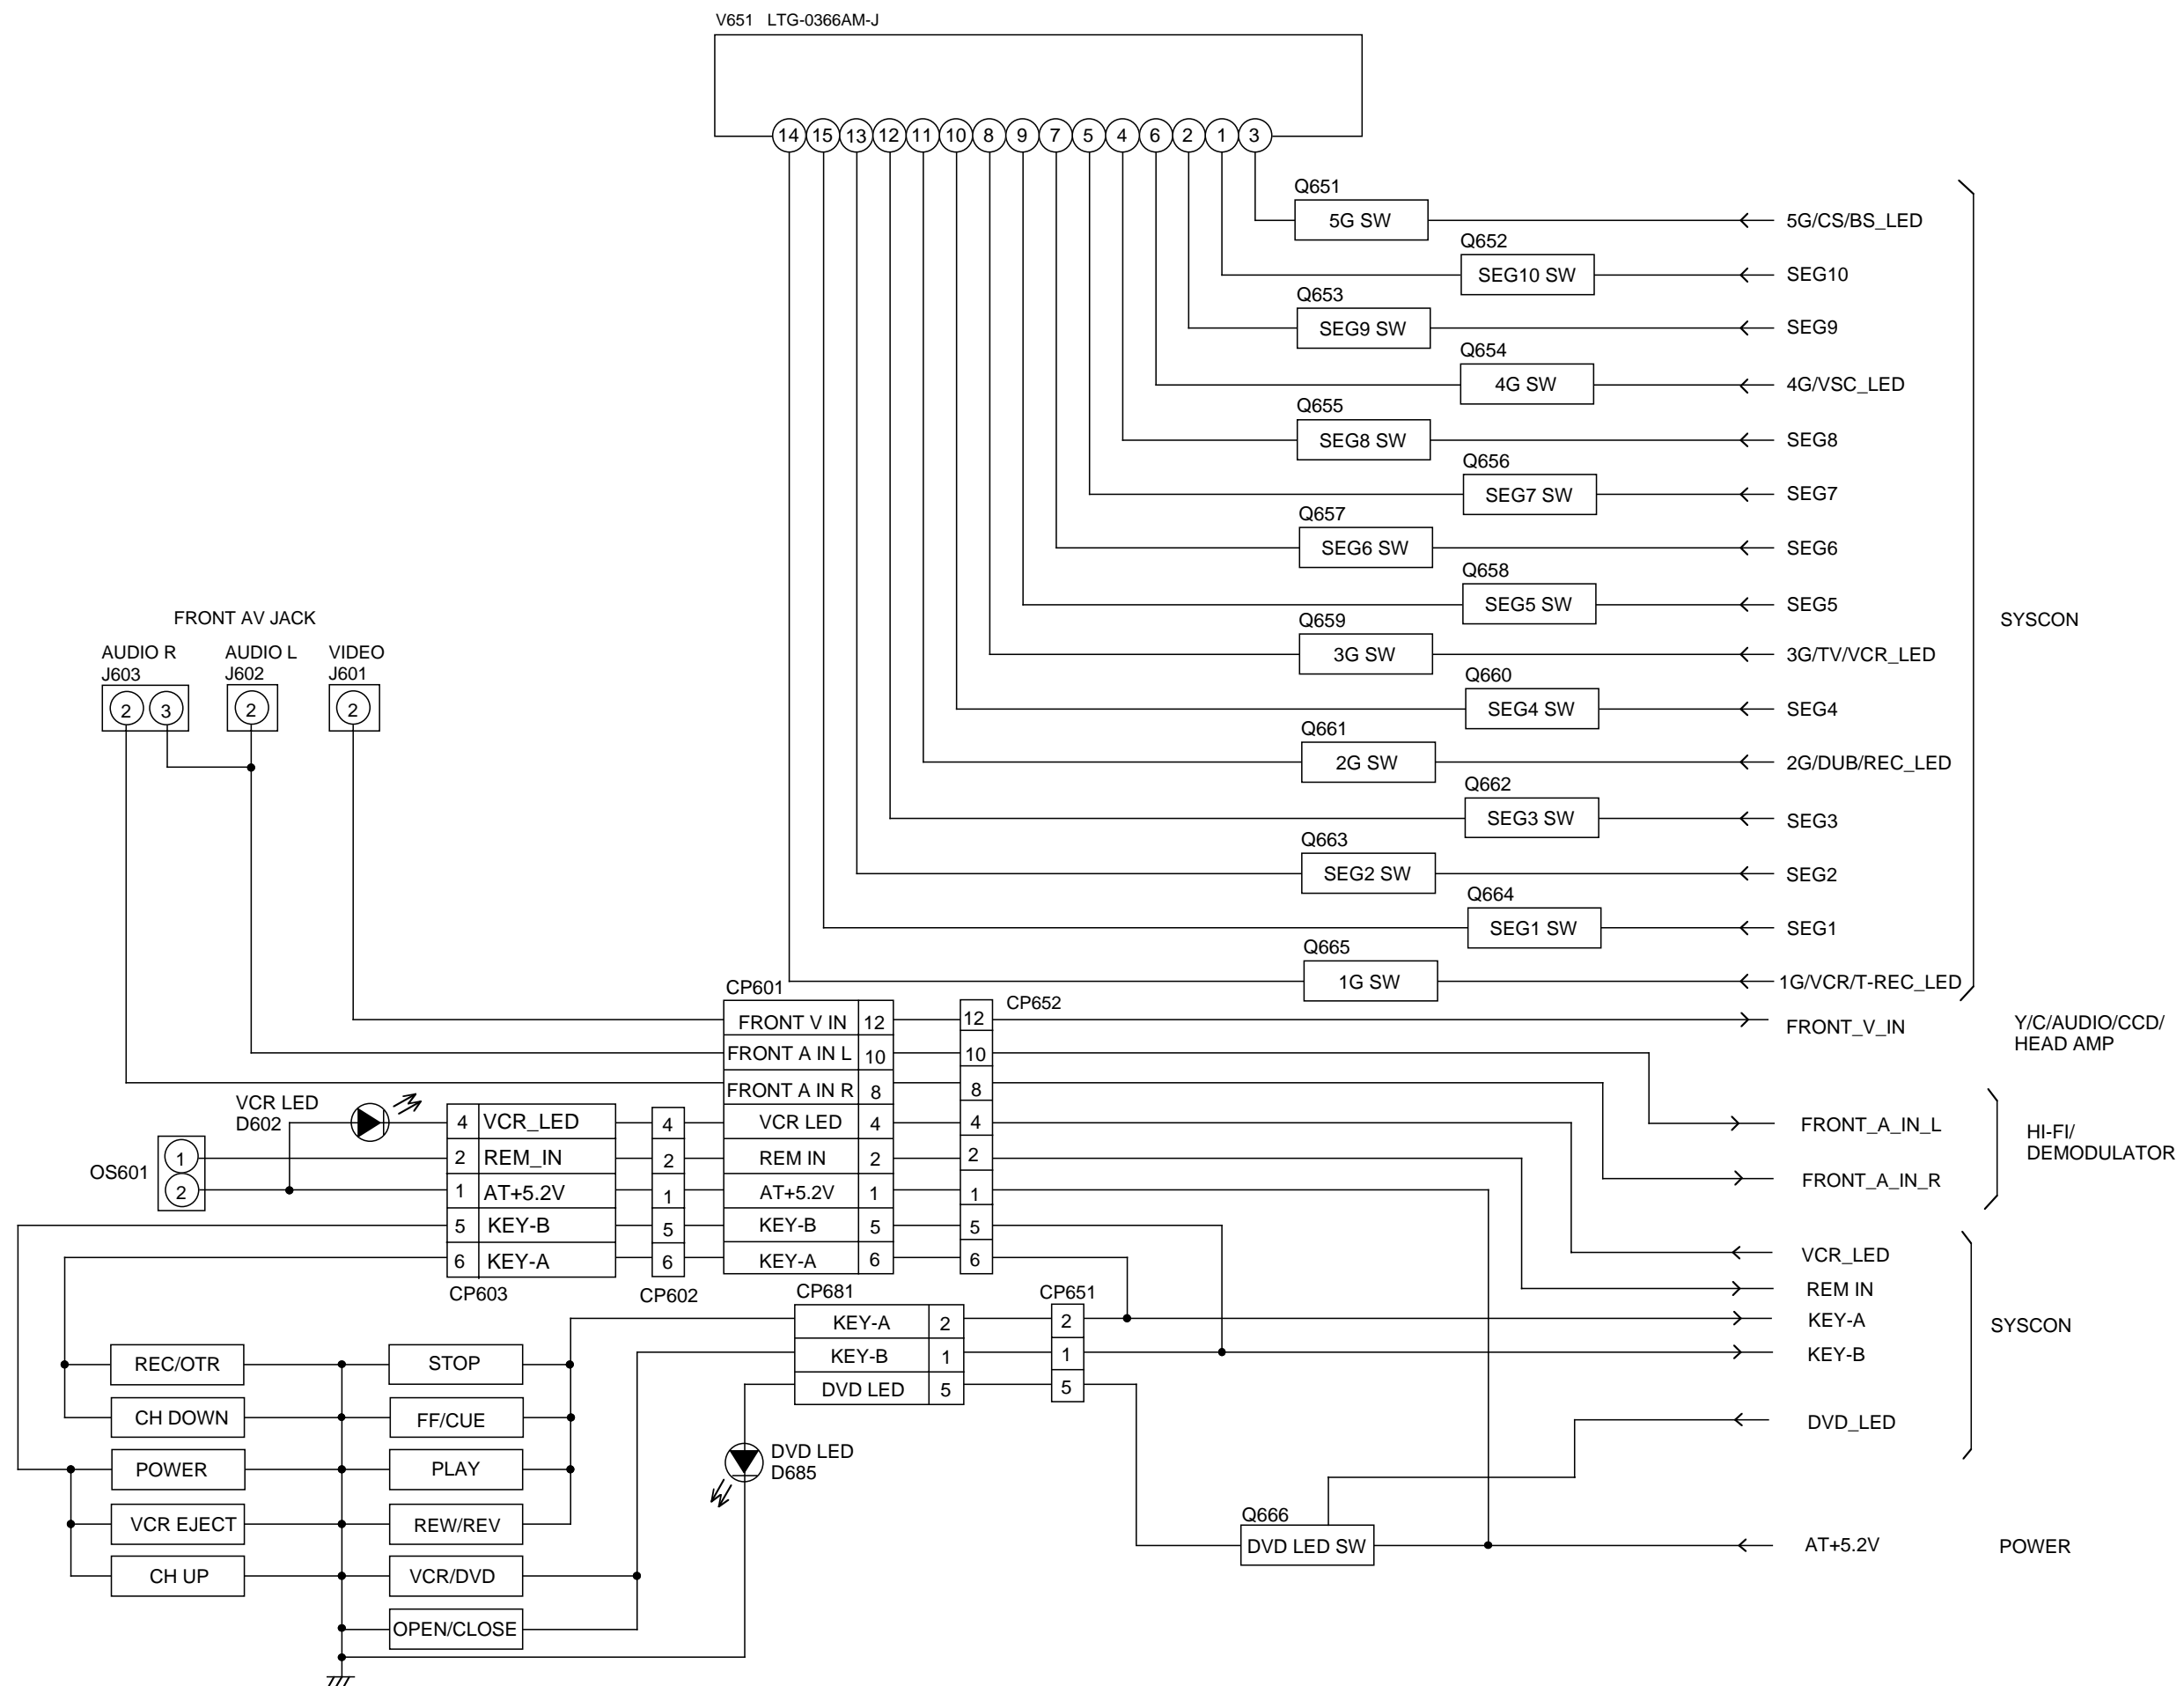 V651 LTG-0366AM-J
14 15 13 12 11 10 8 9 7 5 4 6 2 1 3
Q651
5G SW
5G/CS/BS_LED
Q652
SEG10 SW
SEG10
Q653
SEG9 SW
SEG9
Q654
4G SW
4G/VSC_LED
Q655
SEG8 SW
SEG8
Q656
SEG7 SW
SEG7
Q657
SEG6 SW
SEG6
Q658
SEG5 SW
SEG5
SYSCON
Q659
3G SW
3G/TV/VCR_LED
Q660
SEG4 SW
SEG4
Q661
2G SW
2G/DUB/REC_LED
Q662
SEG3 SW
SEG3
Q663
SEG2 SW
SEG2
Q664
SEG1 SW
SEG1
Q665
1G SW
1G/VCR/T-REC_LED
FRONT AV JACK
AUDIO R
J603
2 3
AUDIO L
J602
2
VIDEO
J601
2
CP601
CP652
FRONT V IN 12 12
FRONT_V_IN
Y/C/AUDIO/CCD/
HEAD AMP
FRONT A IN L 10 10
FRONT A IN R 8 8
FRONT_A_IN_L
FRONT_A_IN_R
HI-FI/
DEMODULATOR
VCR LED
D602
OS601
1
2
4 VCR_LED 4 VCR LED 4 4
2 REM_IN 2 REM IN 2 2
1 AT+5.2V 1 AT+5.2V 1 1
5 KEY-B 5 KEY-B 5 5
6 KEY-A 6 KEY-A 6 6
CP603
CP602
VCR_LED
REM IN
KEY-A
KEY-B
DVD_LED
SYSCON
CP681
CP651
KEY-A 2 2
KEY-B 1 1
DVD LED 5 5
REC/OTR
STOP
CH DOWN
FF/CUE
POWER
PLAY
VCR EJECT
REW/REV
CH UP
VCR/DVD
OPEN/CLOSE
DVD LED
D685
Q666
DVD LED SW
AT+5.2V
POWER